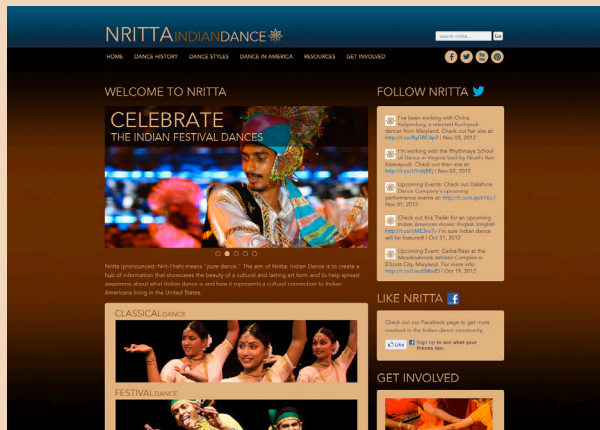 NRITTAINDIANDANCE
search nritta ...
Go
HOME
DANCE HISTORY
DANCE STYLES
DANCE IN AMERICA
RESOURCES
GET INVOLVED
WELCOME TO NRITTA
CELEBRATE
THE INDIAN FESTIVAL DANCES
Nritta (pronounced: Nrit-Thah) means "pure dance." The aim of Nritta: Indian Dance is to create a
hub of information that showcases the beauty of a cultural and lasting art form and to help spread
awareness about what Indian dance is and how it represents a cultural connection to Indian
Americans living in the United States.
CLASSICALDANCE
FESTIVALDANCE
FOLLOW NRITTA
I've been working with Chitra
a talented Kuchipudi
dancer from Maryland. Check out her site at:
| Nov 03, 2012
I'm working with the Rhythmaya School
of Dance in Virginia lead by
Check out their site at:
| Nov 03, 2012
Upcoming Events: Check out Dakshina
Dance Company's upcoming
performance events at:
Nov 01, 2012
Check out this Trailer for an upcoming
Indian American movie: English Vinglish
I'm sure Indian dance
will be featured! | Oct 31, 2012
Upcoming Event: Garba/Raas at the
Meadowbrook Athletic Complex in
Ellicott City, Maryland. For more info:
| Oct 19, 2012
LIKE NRITTA
Check out our Facebook page to get more
involved in the Indian dance community.
Like
Sign Up to see what your
friends like.
GET INVOLVED